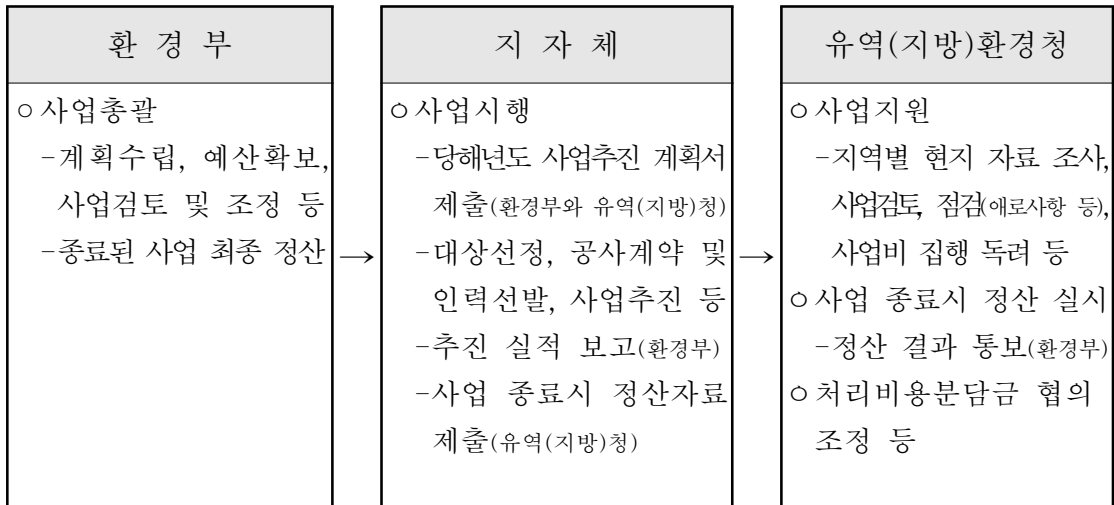 환 경 부
○ 사업총괄
-계획수립, 예산확보,
사업검토 및 조정 등
-종료된 사업 최종 정산
→
지 자 체
○ 사업시행
-당해년도 사업추진 계획서
제출(환경부와 유역(지방)청)
-대상선정, 공사계약 및
인력선발, 사업추진 등
-추진 실적 보고(환경부)
-사업 종료시 정산자료
제출(유역(지방)청)
→
유역(지방)환경청
○ 사업지원
-지역별 현지 자료 조사,
사업검토, 점검(애로사항 등),
사업비 집행 독려 등
○ 사업 종료시 정산 실시
-정산 결과 통보(환경부)
○ 처리비용분담금 협의
조정 등